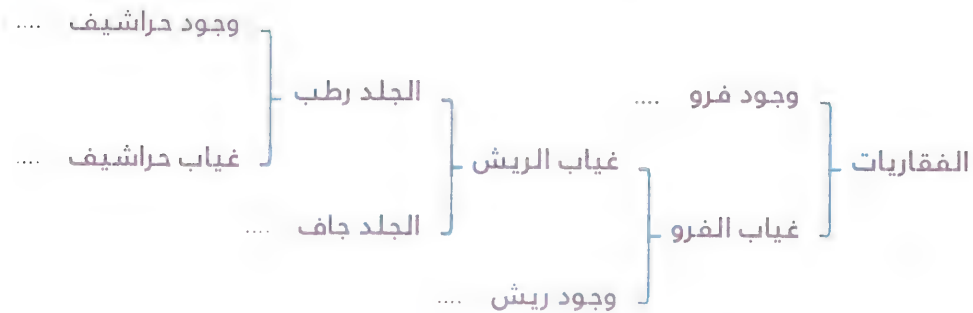 وجود حراشيف ....
الجلد رطب
وجود فرو ....
غياب حراشيف ....
غياب الريش
الفقاريات
الجلد جاف ....
غياب الفرو
وجود ريش ....